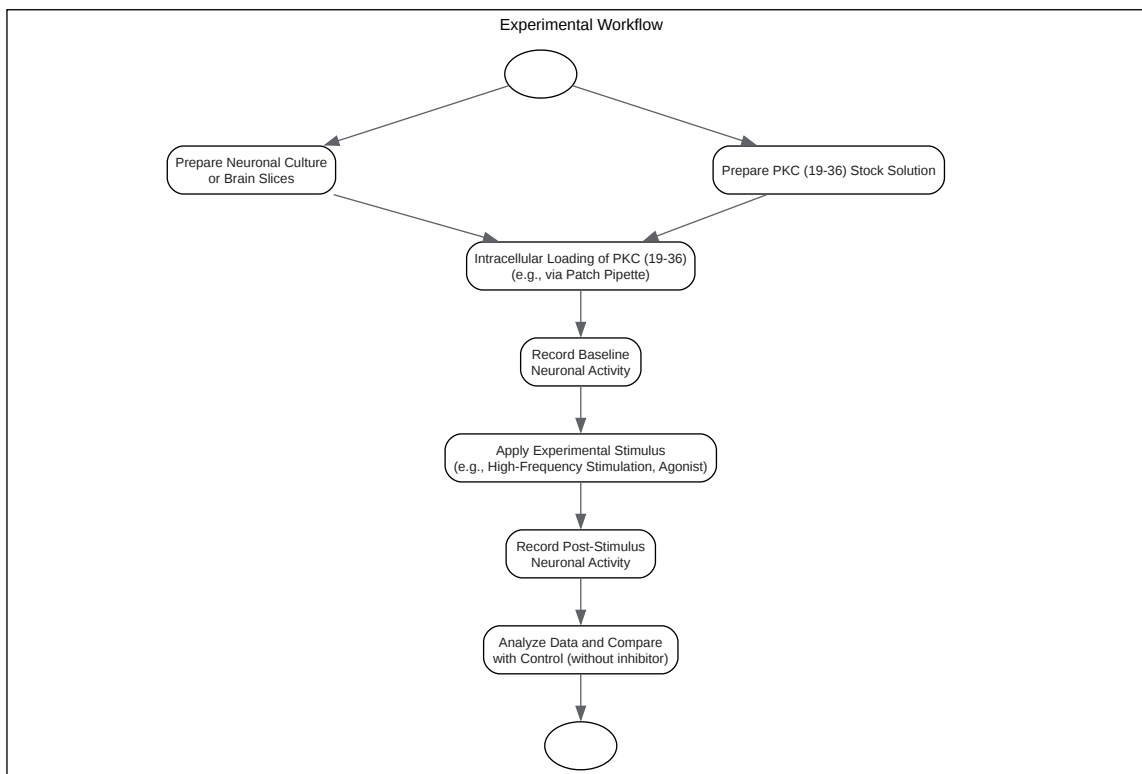 Experimental Workflow
Prepare Neuronal Culture
or Brain Slices
Prepare PKC (19-36) Stock Solution
Intracellular Loading of PKC (19-36)
(e.g., via Patch Pipette)
Record Baseline
Neuronal Activity
Apply Experimental Stimulus
(e.g., High-Frequency Stimulation, Agonist)
Record Post-Stimulus
Neuronal Activity
Analyze Data and Compare
with Control (without inhibitor)